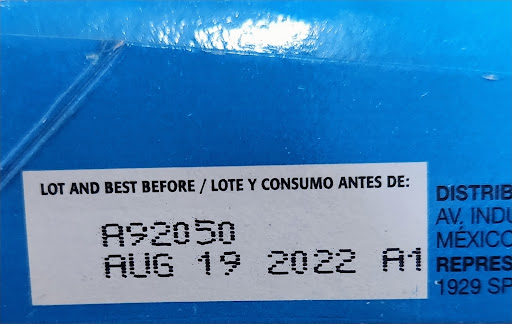 LOT AND BEST BEFORE / LOTE Y CONSUMO ANTES DE:
A92050
AUG 19 2022 A1
DISTRIB
AV. INDU
MÉXICO
REPRES
1929 SP